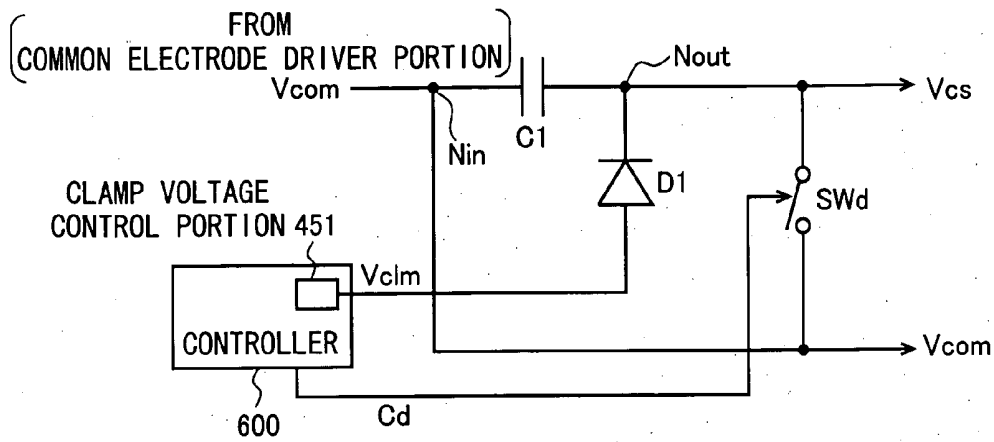 FROM
COMMON ELECTRODE DRIVER PORTION
Vcom
Nout
Vcs
C1
Nin
D1
SWd
CLAMP VOLTAGE
CONTROL PORTION 451
Vclm
CONTROLLER
Vcom
Cd
600